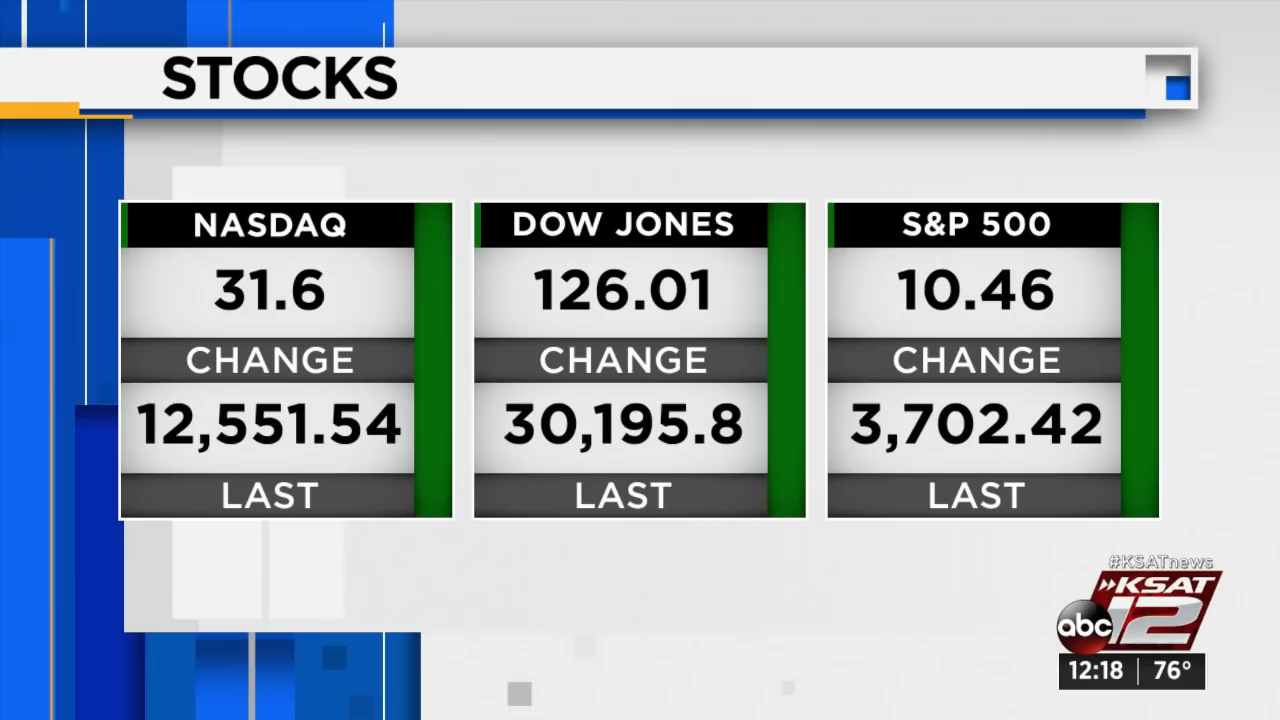 STOCKS
NASDAQ
31.6
CHANGE
12,551.54
LAST
DOW JONES
126.01
CHANGE
30,195.8
LAST
S&P 500
10.46
CHANGE
3,702.42
LAST
#KSATnews
KSAT
abc 12
12:18 76°